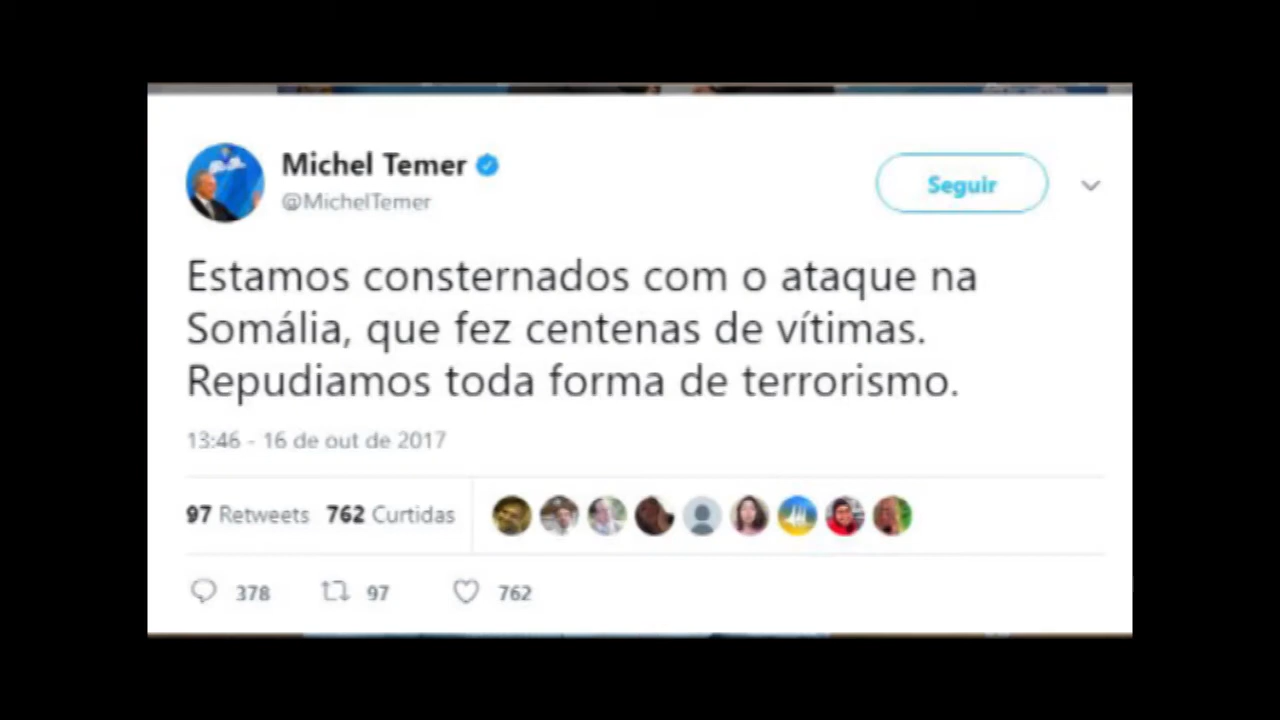 Michel Temer
@MichelTemer
Seguir
Estamos consternados com o ataque na
Somália, que fez centenas de vítimas.
Repudiamos toda forma de terrorismo.
13:46 - 16 de out de 2017
97 Retweets 762 Curtidas
378 97 762